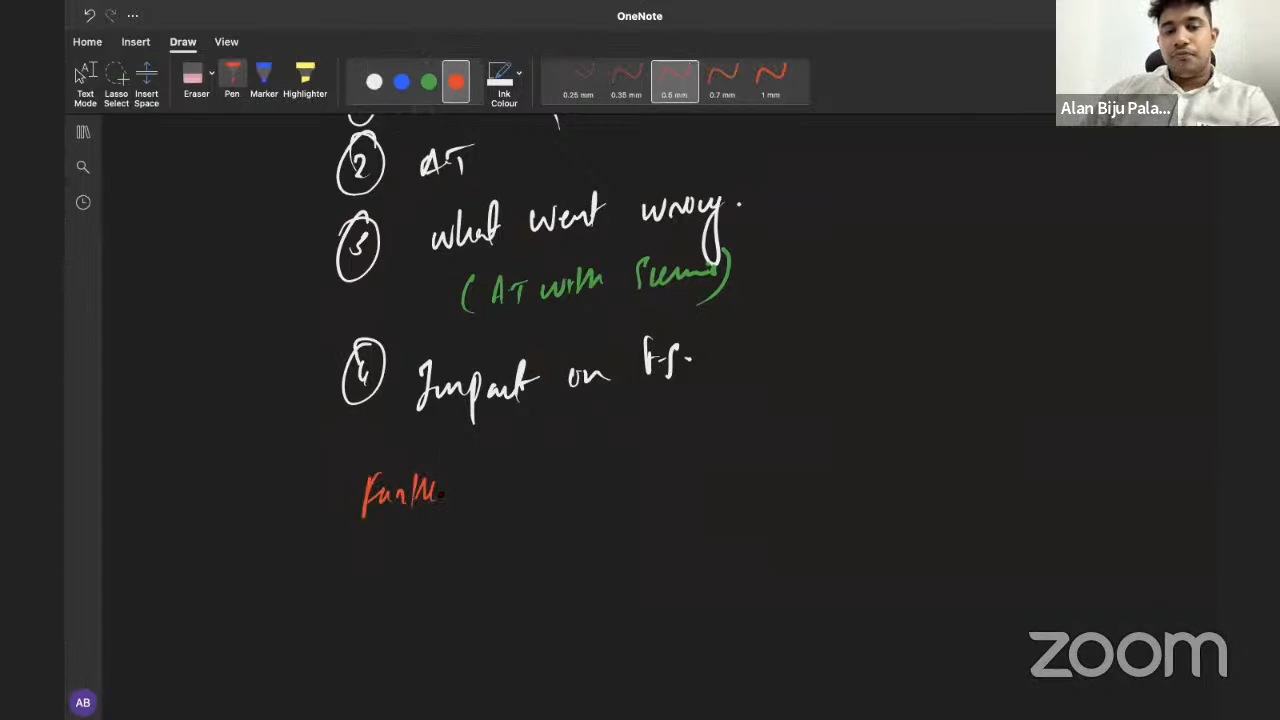 OneNote
Home Insert Draw View
Text Mode Lasso Select Insert Space Eraser Pen Marker Highlighter Ink Colour 0.25 mm 0.35 mm 0.5 mm 0.7 mm 1 mm
Alan Biju Pala...
2 AT
3 What went wrong.
(AT with
4 Impact on F.S.
AB
zoom